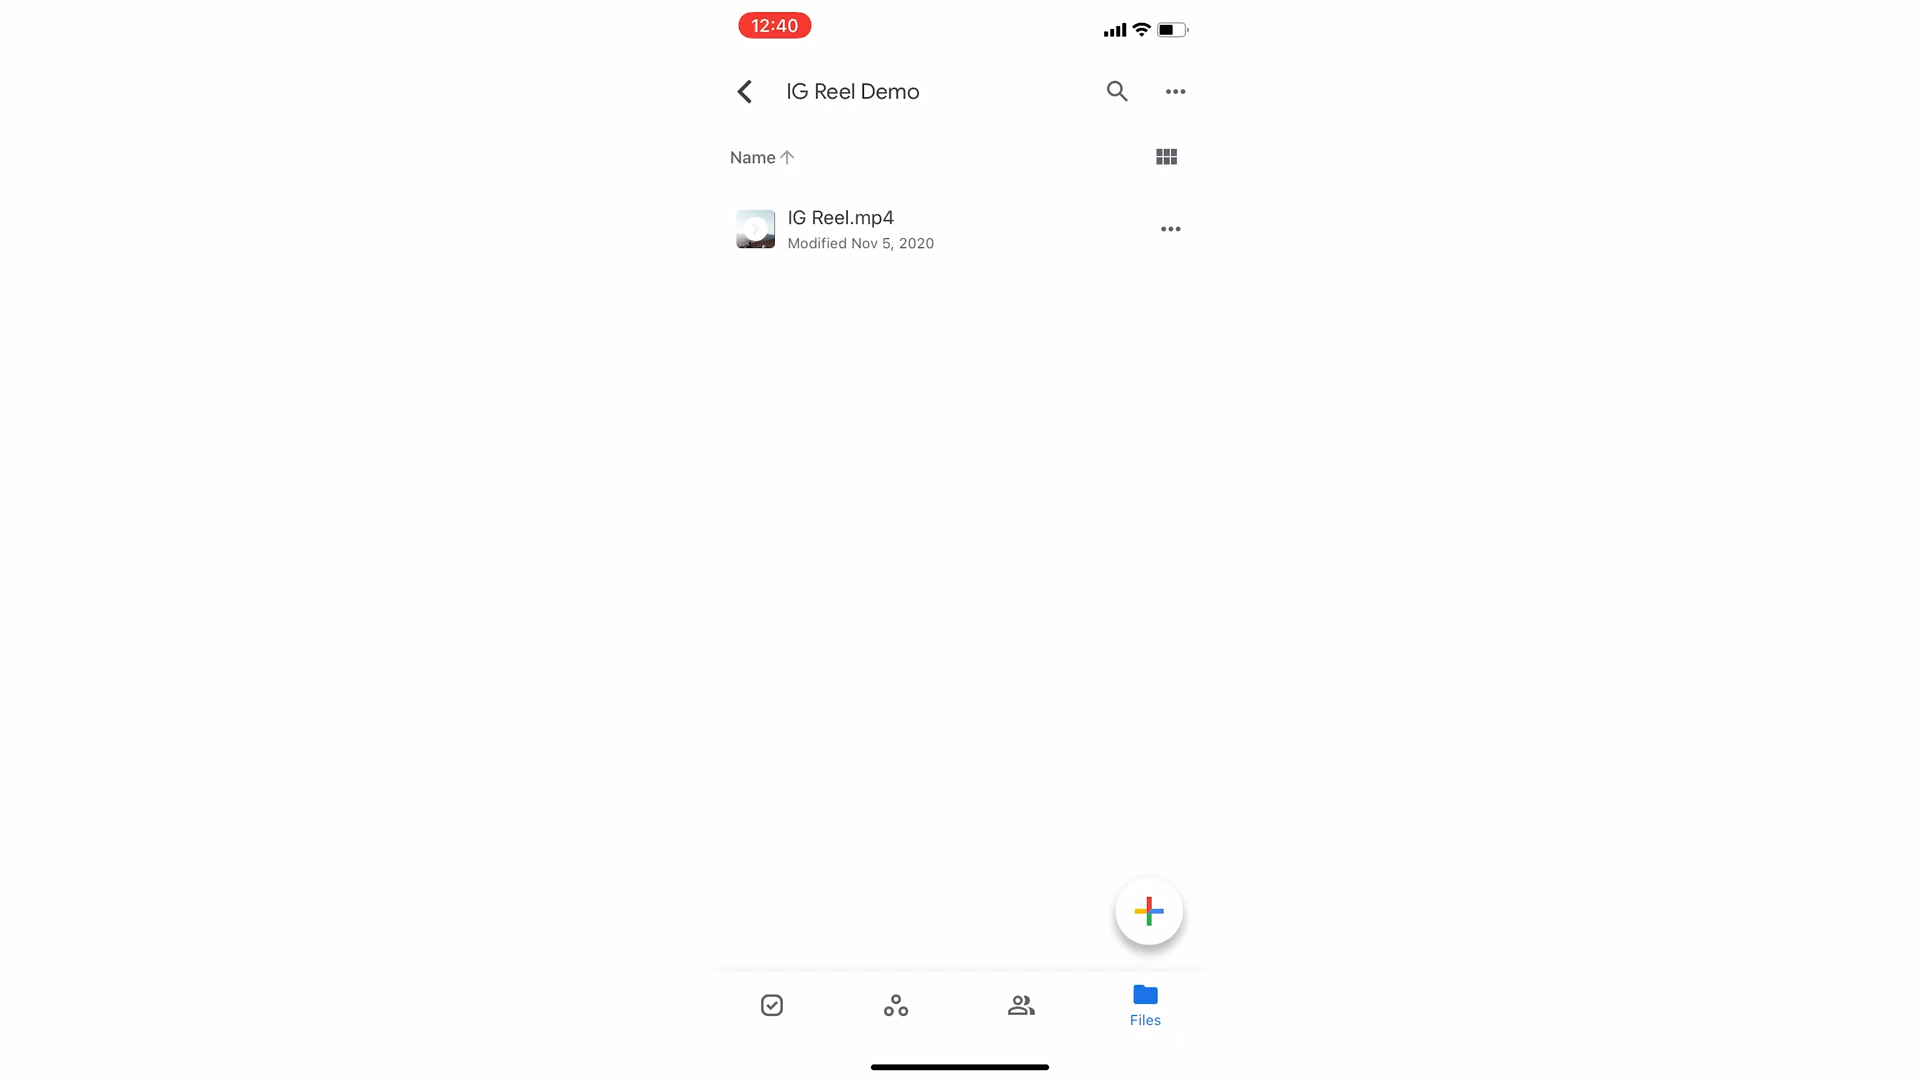 12:40
IG Reel Demo
Name
IG Reel.mp4
Modified Nov 5, 2020
Files